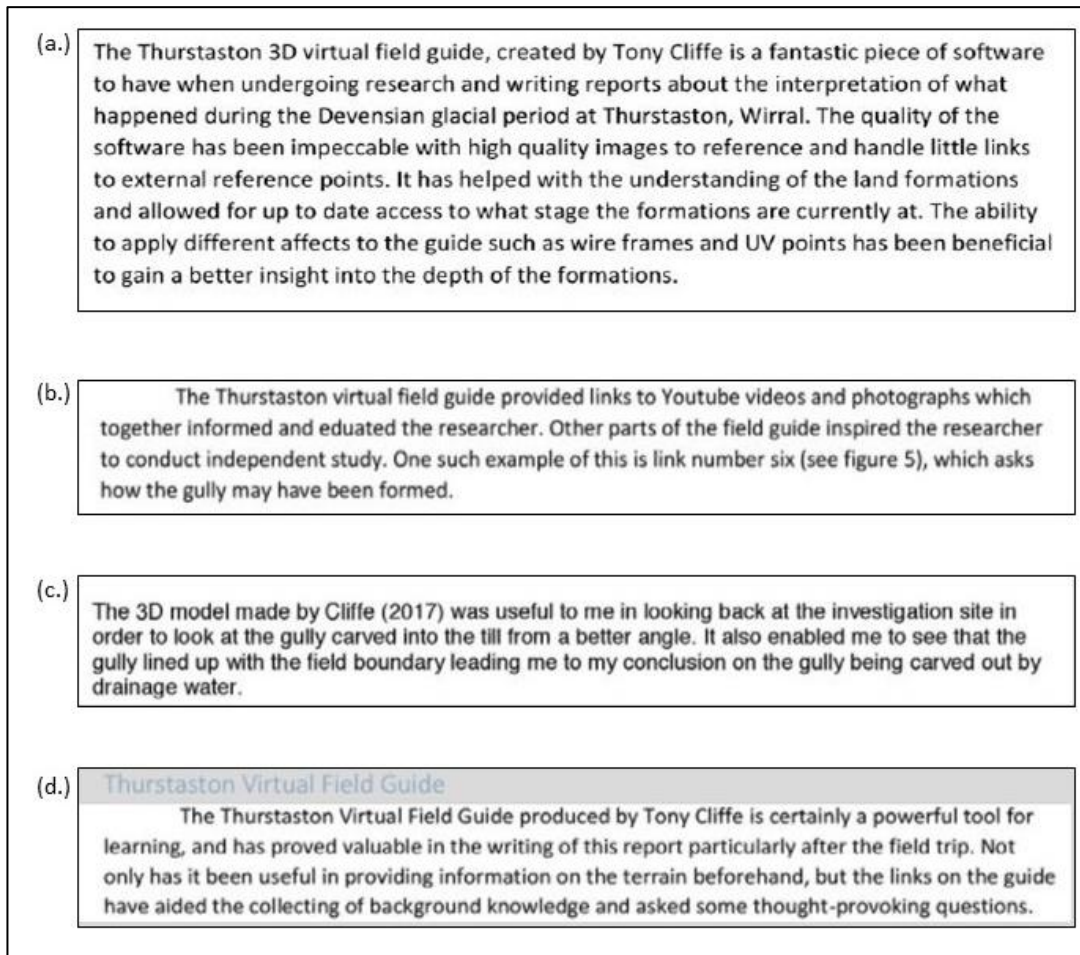 (a.)
The Thurstaston 3D virtual field guide, created by Tony Cliffe is a fantastic piece of software
to have when undergoing research and writing reports about the interpretation of what
happened during the Devensian glacial period at Thurstaston, Wirral. The quality of the
software has been impeccable with high quality images to reference and handle little links
to external reference points. It has helped with the understanding of the land formations
and allowed for up to date access to what stage the formations are currently at. The ability
to apply different affects to the guide such as wire frames and UV points has been beneficial
to gain a better insight into the depth of the formations.
(b.)
The Thurstaston virtual field guide provided links to Youtube videos and photographs which
together informed and eduated the researcher. Other parts of the field guide inspired the researcher
to conduct independent study. One such example of this is link number six (see figure 5), which asks
how the gully may have been formed.
(c.)
The 3D model made by Cliffe (2017) was useful to me in looking back at the investigation site in
order to look at the gully carved into the till from a better angle. It also enabled me to see that the
gully lined up with the field boundary leading me to my conclusion on the gully being carved out by
drainage water.
(d.)
Thurstaston Virtual Field Guide
The Thurstaston Virtual Field Guide produced by Tony Cliffe is certainly a powerful tool for
learning, and has proved valuable in the writing of this report particularly after the field trip. Not
only has it been useful in providing information on the terrain beforehand, but the links on the guide
have aided the collecting of background knowledge and asked some thought-provoking questions.